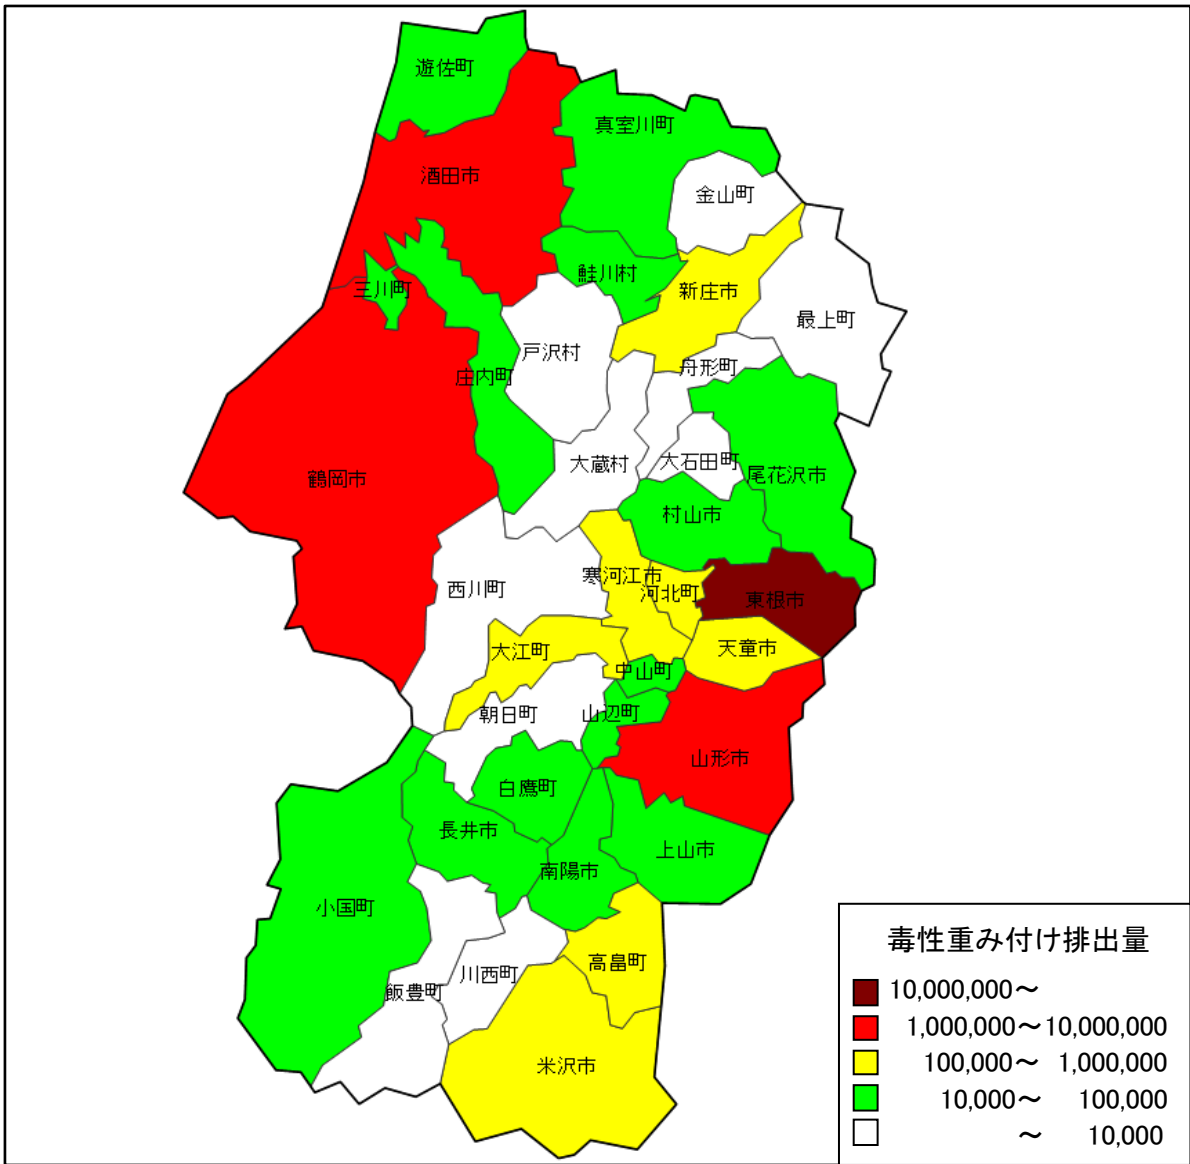 遊佐町
真室川町
酒田市
金山町
鮭川村
三川町
新庄市
最上町
戸沢村
舟形町
庄内町
大蔵村
大石田町
尾花沢市
鶴岡市
村山市
寒河江市
西川町
河北町
東根市
大江町
天童市
中山町
朝日町
山辺町
山形市
白鷹町
長井市
上山市
南陽市
小国町
高畠町
川西町
飯豊町
米沢市
毒性重み付け排出量
10,000,000～
1,000,000～10,000,000
100,000～ 1,000,000
10,000～ 100,000
～ 10,000